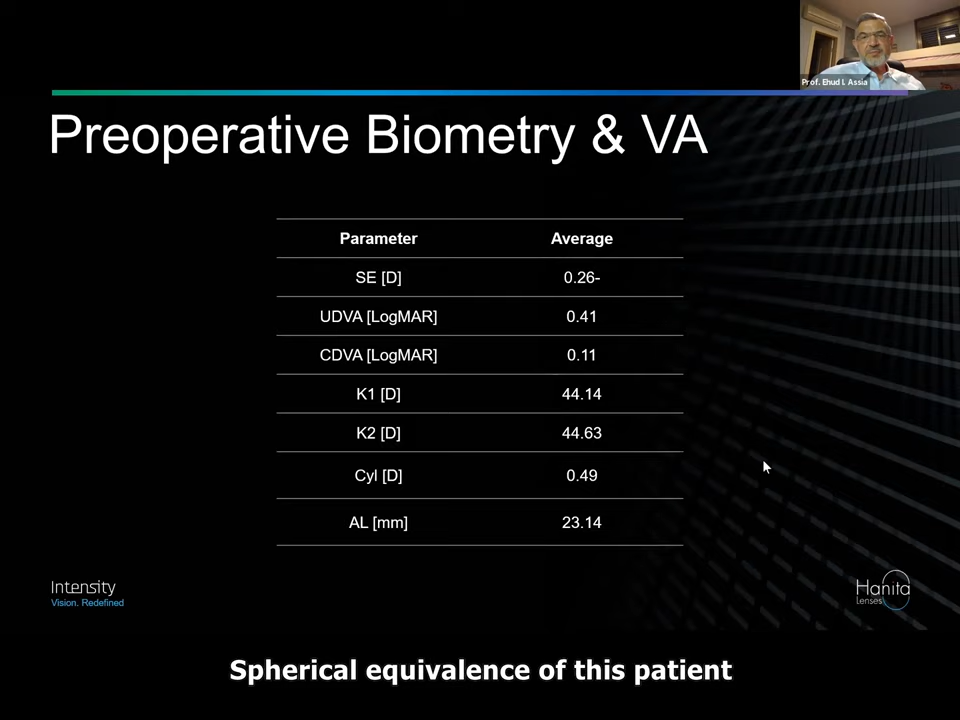 Prof. Ehud I. Assia
Preoperative Biometry & VA
Parameter Average
SE [D] 0.26-
UDVA [LogMAR] 0.41
CDVA [LogMAR] 0.11
K1 [D] 44.14
K2 [D] 44.63
Cyl [D] 0.49
AL [mm] 23.14
Intensity
Vision. Redefined
Hanita
Lenses
Spherical equivalence of this patient